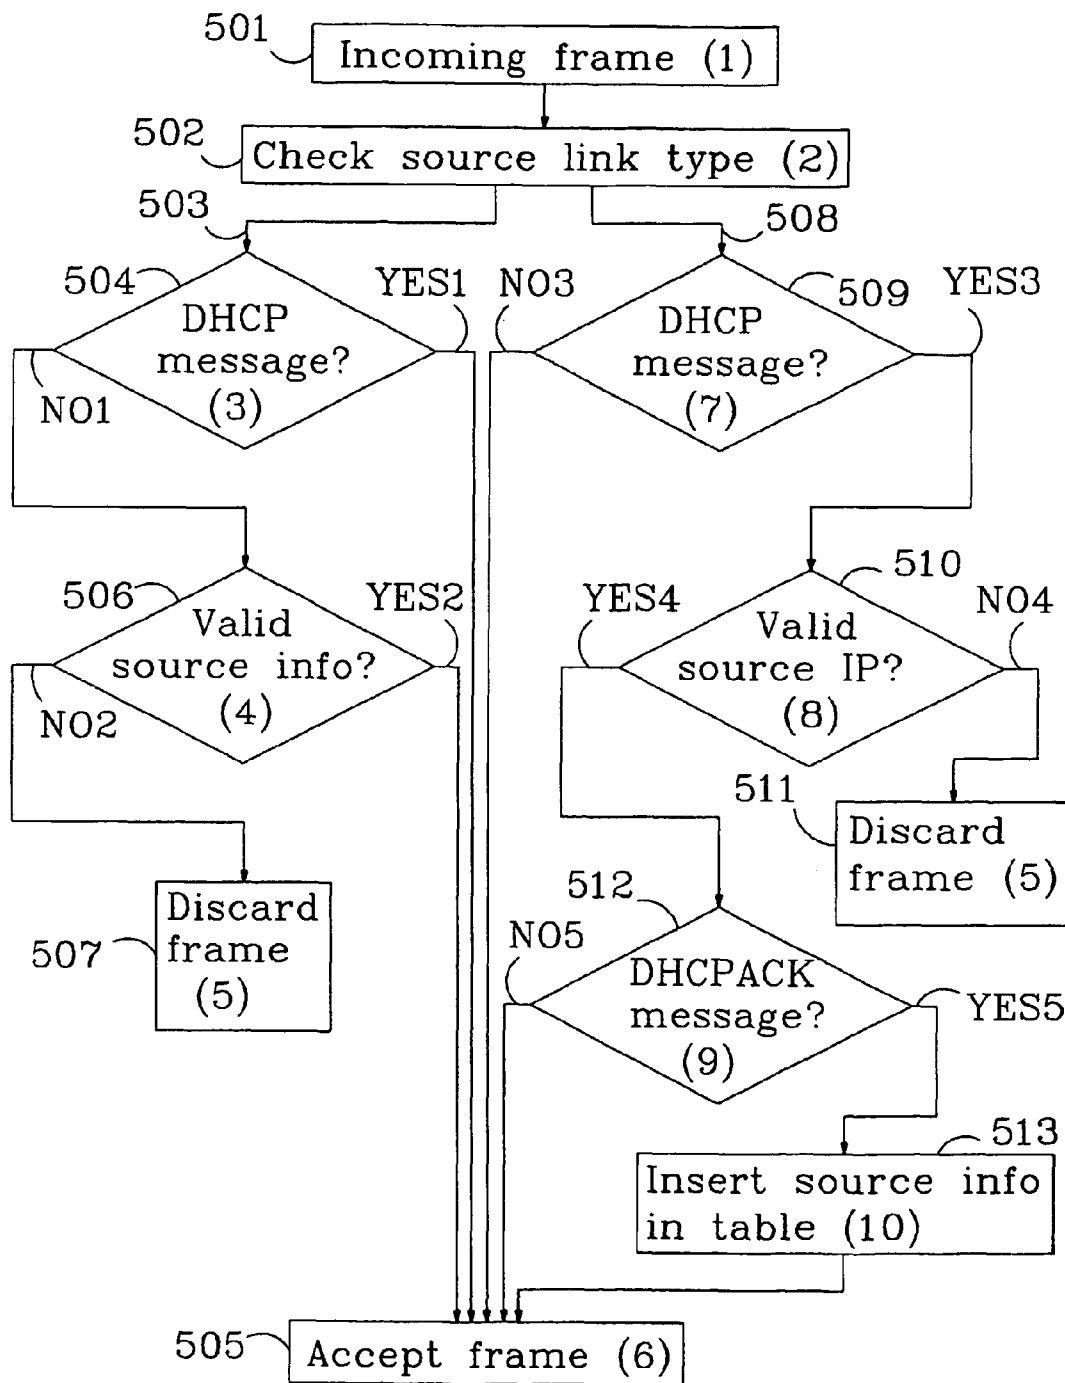 501
Incoming frame (1)
502
Check source link type (2)
503
508
504
YES1
NO3
509
YES3
DHCP
message?
(3)
DHCP
message?
(7)
NO1
506
YES2
YES4
510
NO4
Valid
source info?
(4)
Valid
source IP?
(8)
NO2
511
Discard
frame (5)
512
Discard
frame
(5)
507
NO5
DHCPACK
message?
(9)
YES5
513
Insert source info
in table (10)
505
Accept frame (6)